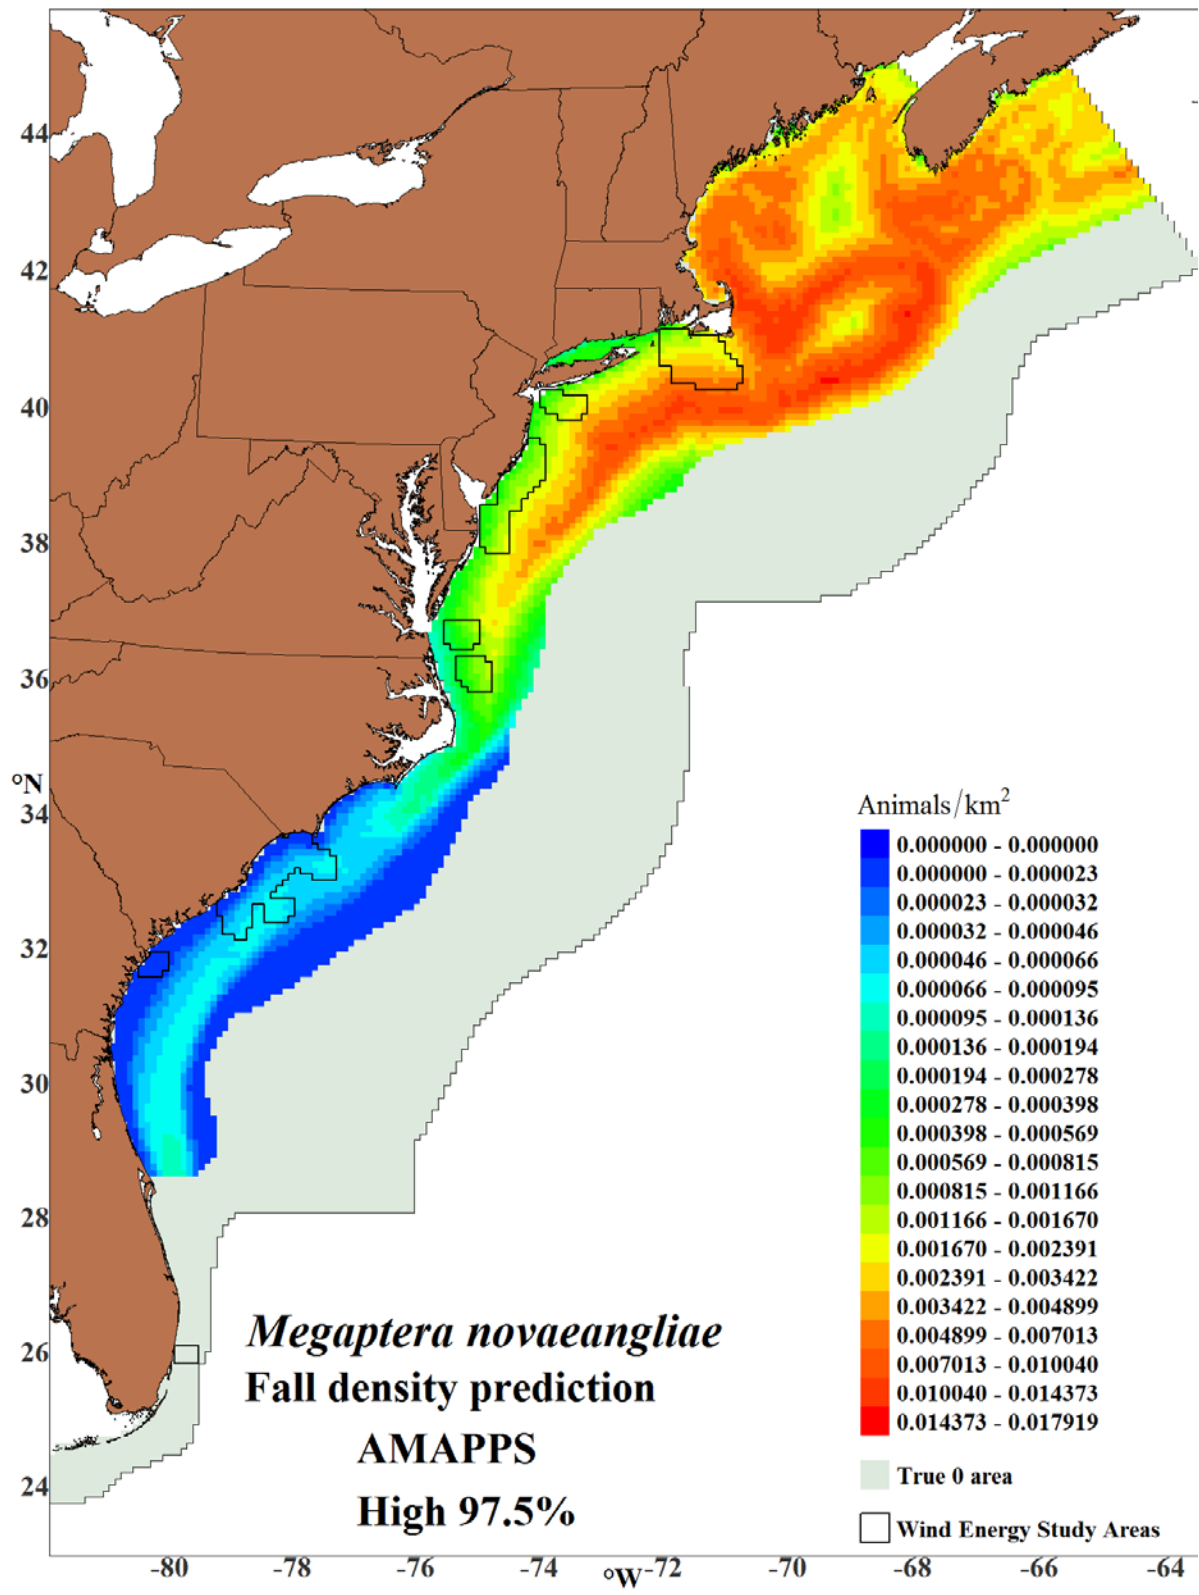 44
42
40
38
36
°N
34
32
30
28
26
24
Animals/km²
0.000000 - 0.000000
0.000000 - 0.000023
0.000023 - 0.000032
0.000032 - 0.000046
0.000046 - 0.000066
0.000066 - 0.000095
0.000095 - 0.000136
0.000136 - 0.000194
0.000194 - 0.000278
0.000278 - 0.000398
0.000398 - 0.000569
0.000569 - 0.000815
0.000815 - 0.001166
0.001166 - 0.001670
0.001670 - 0.002391
0.002391 - 0.003422
0.003422 - 0.004899
0.004899 - 0.007013
0.007013 - 0.010040
0.010040 - 0.014373
0.014373 - 0.017919
True 0 area
Wind Energy Study Areas
Megaptera novaeangliae
Fall density prediction
AMAPPS
High 97.5%
-80 -78 -76 -74 °W -72 -70 -68 -66 -64